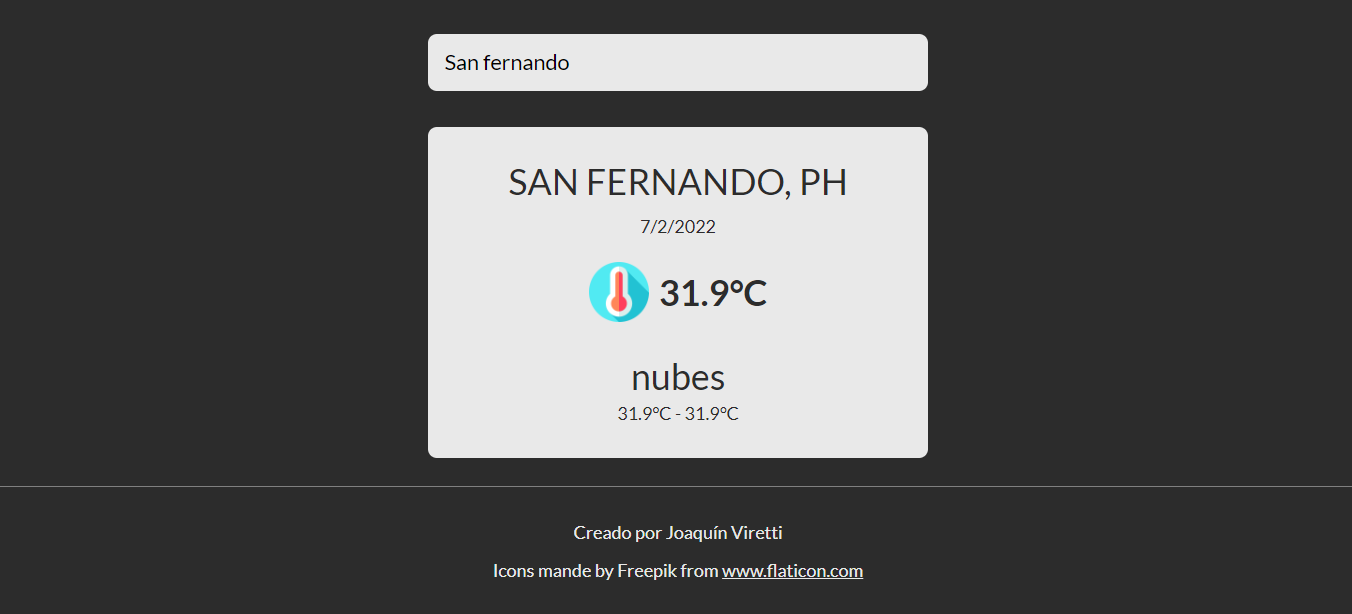 San fernando
SAN FERNANDO, PH
7/2/2022
31.9°C
nubes
31.9°C - 31.9°C
Creado por Joaquín Viretti
Icons mande by Freepik from www.flaticon.com